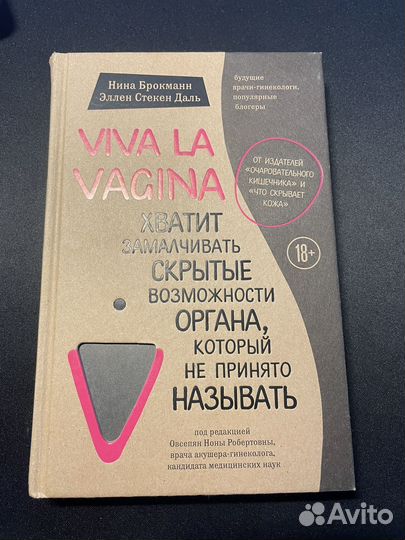 Нина Брокманн
Эллен Стекен Даль
будущие
врачи-гинекологи,
популярные
блогеры
VIVA LA
VAGINA
ОТ ИЗДАТЕЛЕЙ
«ОЧАРОВАТЕЛЬНОГО
КИШЕЧНИКА» И
«ЧТО СКРЫВАЕТ
КОЖА»
18+
ХВАТИТ
ЗАМАЛЧИВАТЬ
СКРЫТЫЕ
ВОЗМОЖНОСТИ
ОРГАНА,
КОТОРЫЙ
НЕ ПРИНЯТО
НАЗЫВАТЬ
под редакцией
Овсепян Ноны Робертовны,
врача акушера-гинеколога,
кандидата медицинских наук
Avito